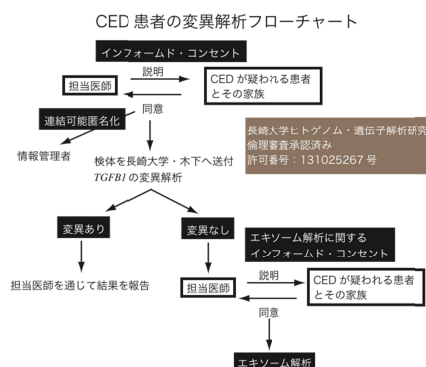 CED 患者の変異解析フローチャート
インフォームド・コンセント
担当医師
説明
同意
CED が疑われる患者
とその家族
連結可能匿名化
情報管理者
検体を長崎大学・木下へ送付
TGFB1 の変異解析
長崎大学ヒトゲノム・遺伝子解析研究
倫理審査承認済み
許可番号：131025267 号
変異あり
変異なし
担当医師を通じて結果を報告
エキソーム解析に関する
インフォームド・コンセント
担当医師
説明
同意
CED が疑われる患者
とその家族
エキソーム解析